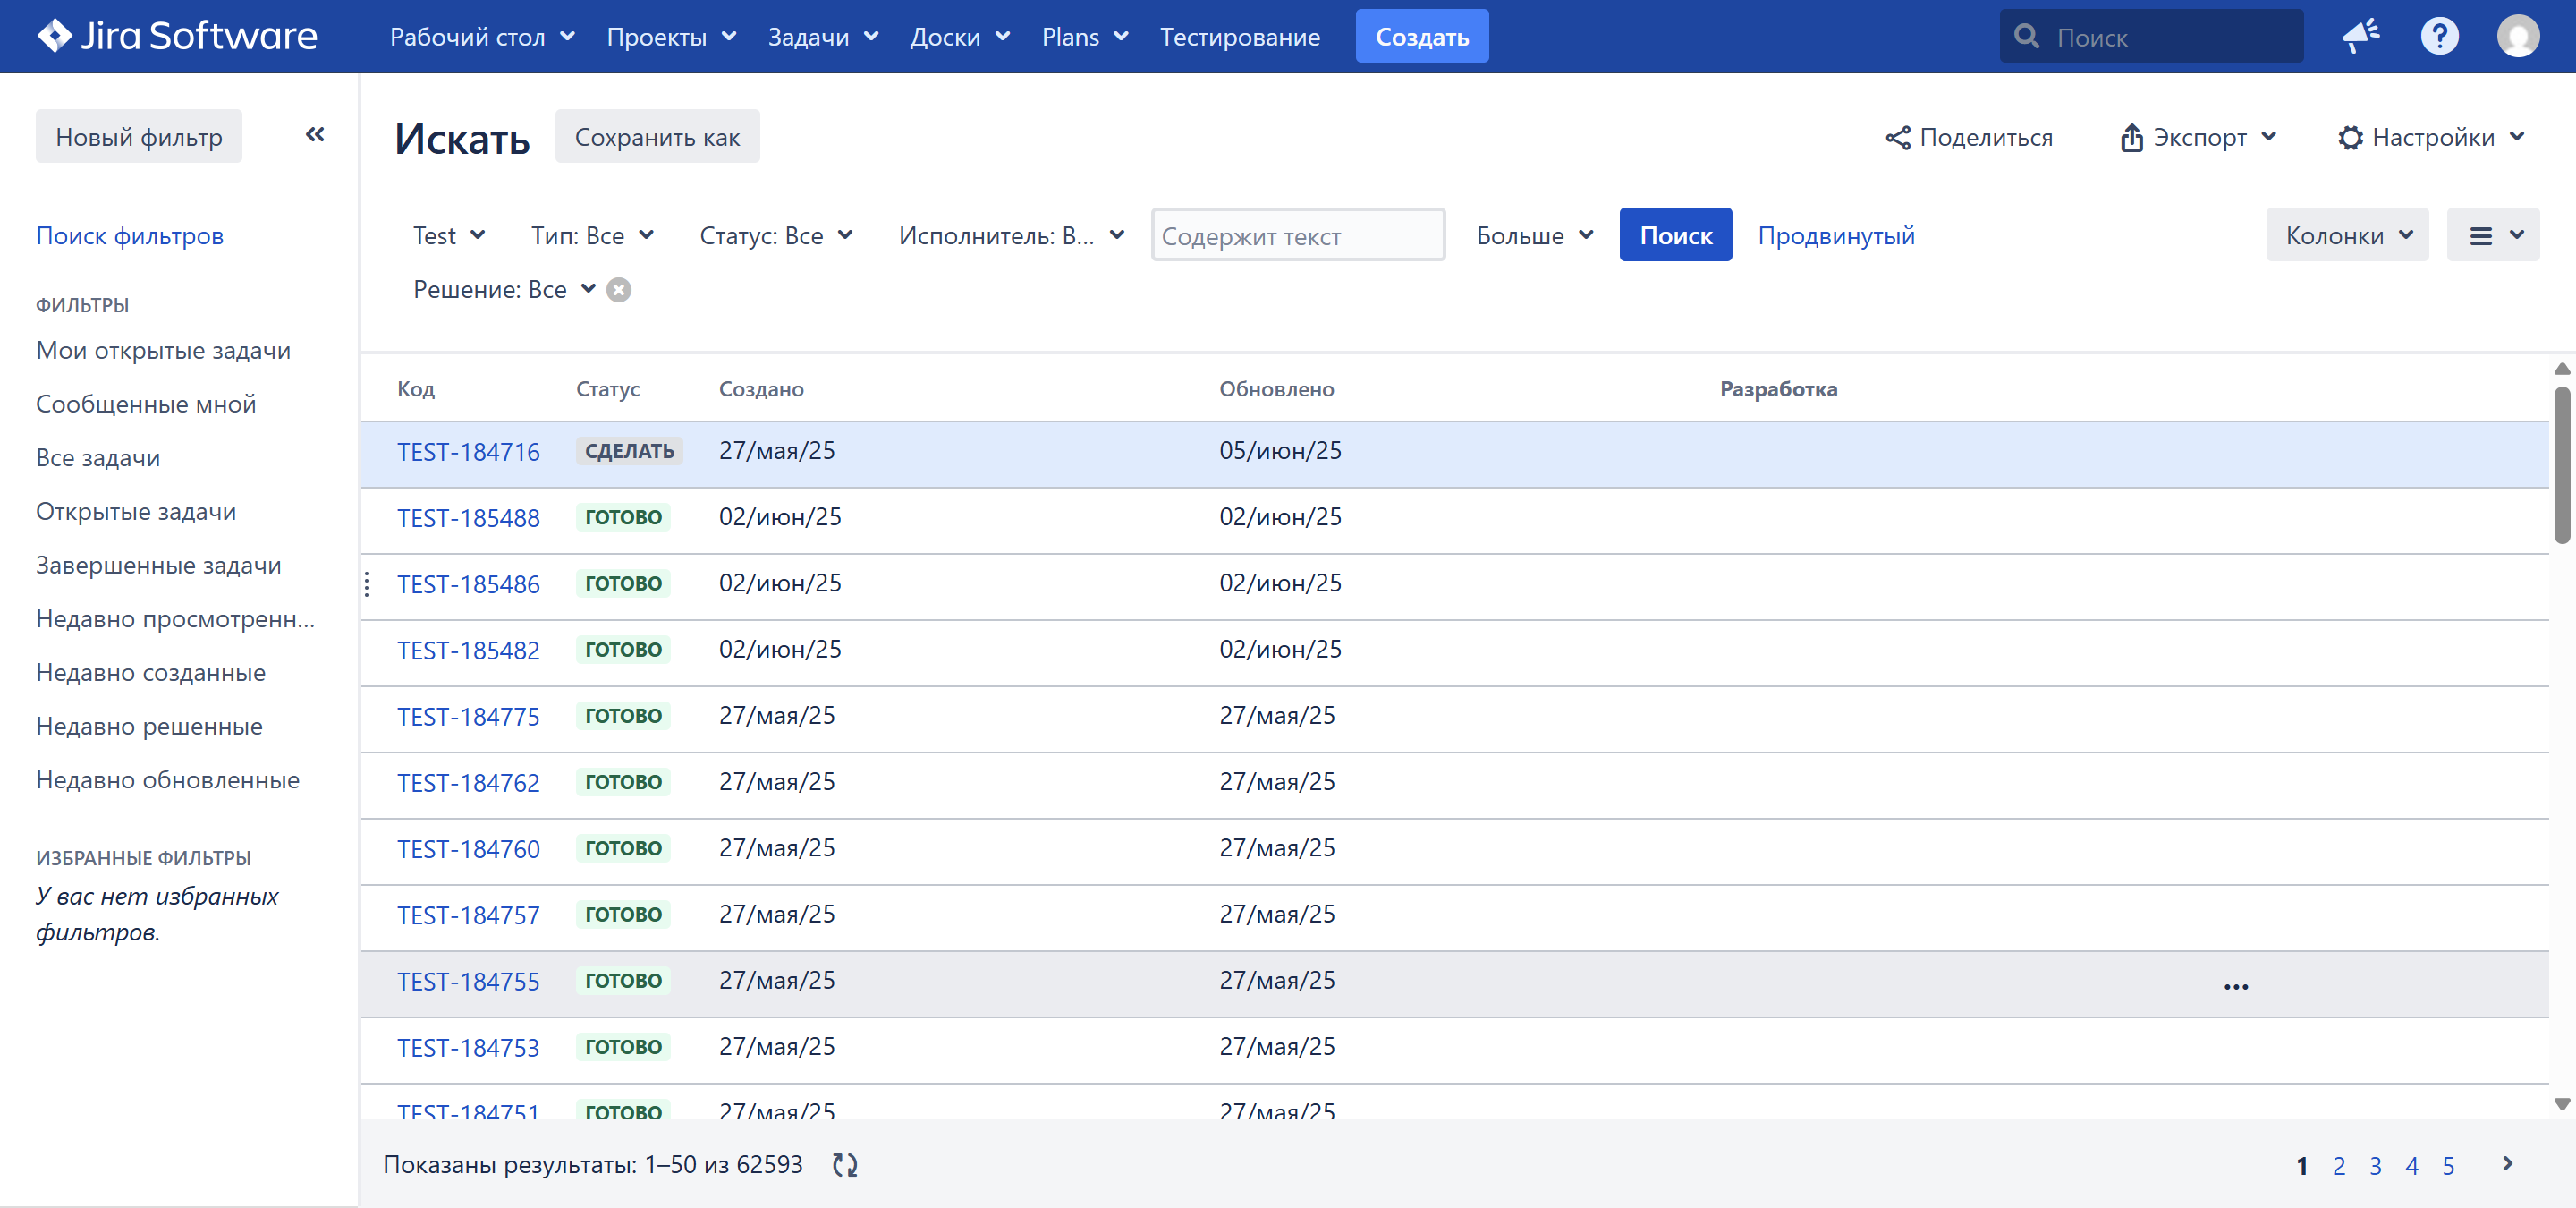 Jira Software Рабочий стол Проекты Задачи Доски Plans Тестирование Создать Поиск ?
Новый фильтр «
Искать Сохранить как Поделиться Экспорт Настройки
Test Тип: Все Статус: Все Исполнитель: В... Содержит текст Больше Поиск Продвинутый Колонки
Решение: Все
Поиск фильтров
ФИЛЬТРЫ
Мои открытые задачи
Сообщенные мной
Все задачи
Открытые задачи
Завершенные задачи
Недавно просмотренн...
Недавно созданные
Недавно решенные
Недавно обновленные
ИЗБРАННЫЕ ФИЛЬТРЫ
У вас нет избранных
фильтров.
Код Статус Создано Обновлено Разработка
TEST-184716 СДЕЛАТЬ 27/мая/25 05/июн/25
TEST-185488 ГОТОВО 02/июн/25 02/июн/25
TEST-185486 ГОТОВО 02/июн/25 02/июн/25
TEST-185482 ГОТОВО 02/июн/25 02/июн/25
TEST-184775 ГОТОВО 27/мая/25 27/мая/25
TEST-184762 ГОТОВО 27/мая/25 27/мая/25
TEST-184760 ГОТОВО 27/мая/25 27/мая/25
TEST-184757 ГОТОВО 27/мая/25 27/мая/25
TEST-184755 ГОТОВО 27/мая/25 27/мая/25 •••
TEST-184753 ГОТОВО 27/мая/25 27/мая/25
TEST-184751 ГОТОВО 27/мая/25 27/мая/25
Показаны результаты: 1–50 из 62593 1 2 3 4 5